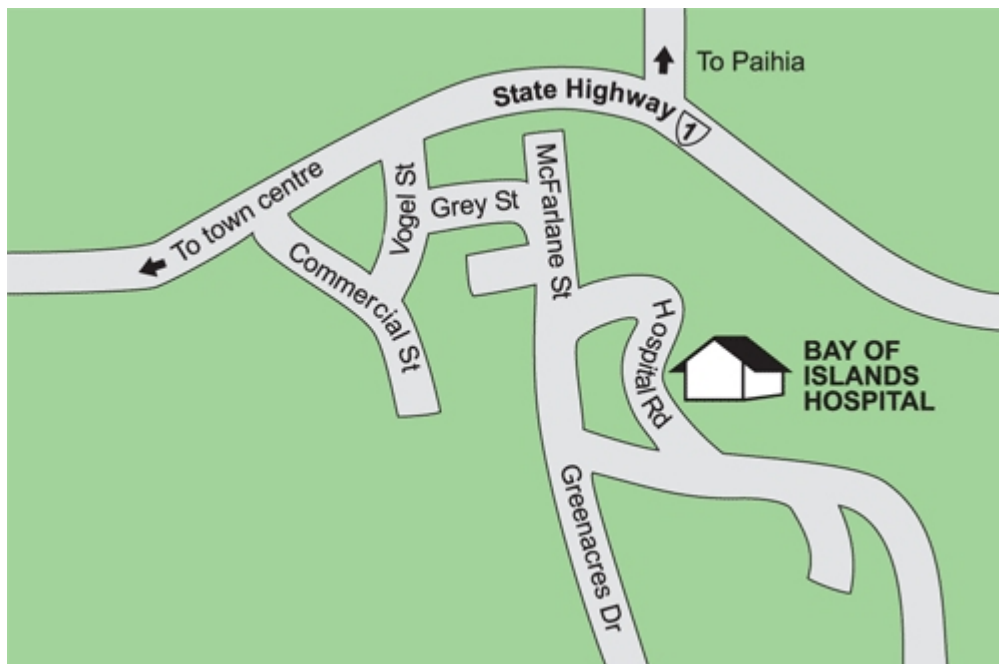 To Paihia
State Highway
1
To town centre
Vogel St
Grey St
McFarlane St
Commercial St
Hospital Rd
BAY OF
ISLANDS
HOSPITAL
Greenacres Dr